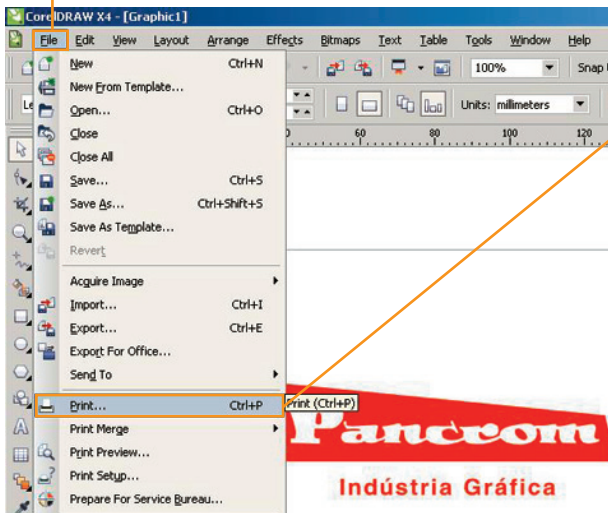 CorelDRAW X4 - [Graphic1]
File Edit View Layout Arrange Effects Bitmaps Text Table Tools Window Help
New Ctrl+N
100% Snap
New From Template...
Open... Ctrl+O
Units: millimeters
Close
60 80 100 120
Close All
Save... Ctrl+S
Save As... Ctrl+Shift+S
Save As Template...
Revert
Acquire Image
Import... Ctrl+I
Export... Ctrl+E
Export For Office...
Send To
Print... Ctrl+P
Print (Ctrl+P)
Print Merge
Pancrom
Print Preview...
Print Setup...
Indústria Gráfica
Prepare For Service Bureau...